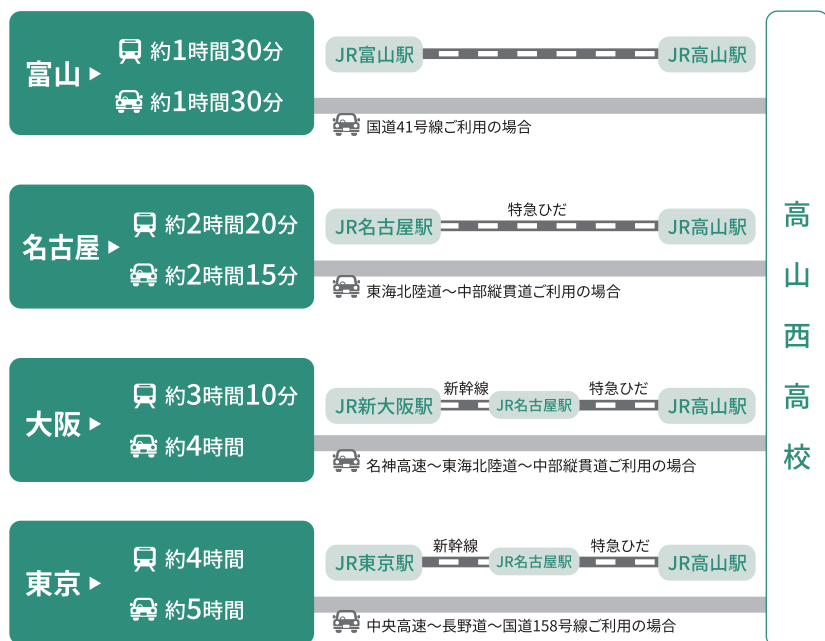 富山
約1時間30分
約1時間30分
JR富山駅
JR高山駅
国道41号線ご利用の場合
名古屋
約2時間20分
約2時間15分
JR名古屋駅
特急ひだ
JR高山駅
東海北陸道〜中部縦貫道ご利用の場合
大阪
約3時間10分
約4時間
JR新大阪駅
新幹線
JR名古屋駅
特急ひだ
JR高山駅
名神高速〜東海北陸道〜中部縦貫道ご利用の場合
東京
約4時間
約5時間
JR東京駅
新幹線
JR名古屋駅
特急ひだ
JR高山駅
中央高速〜長野道〜国道158号線ご利用の場合
高山西高校